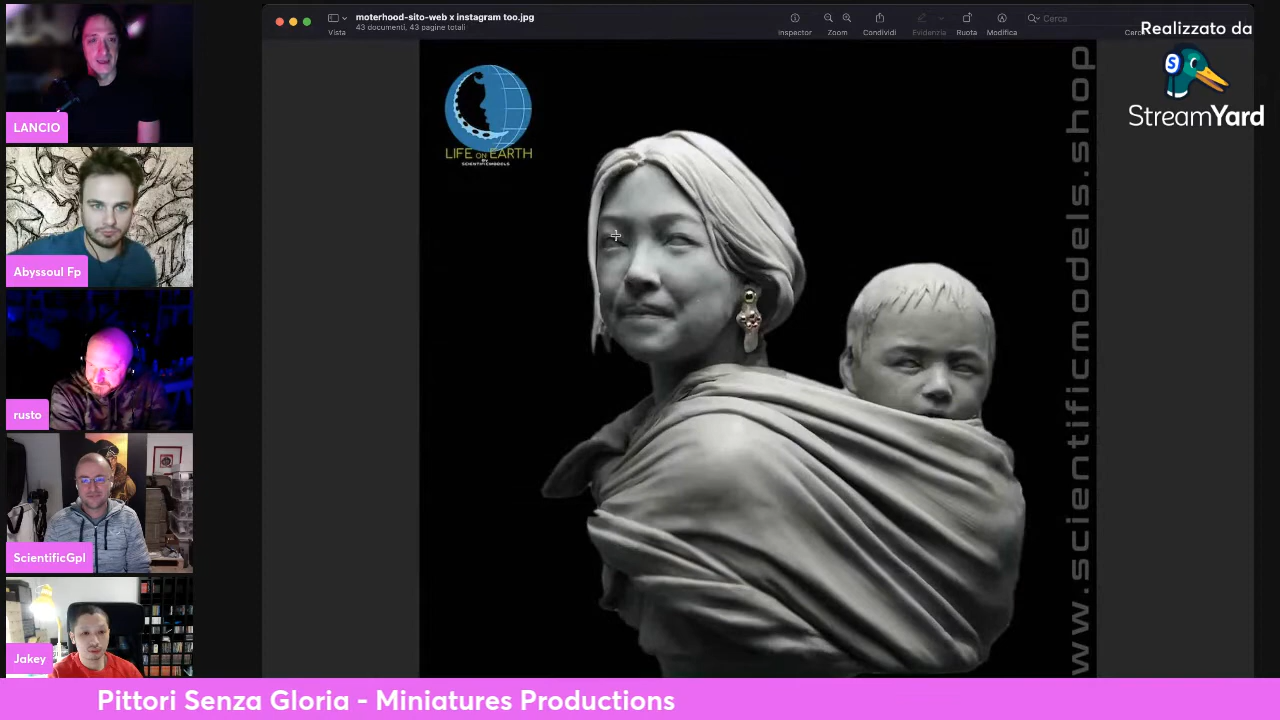 LANCIO
Abyssoul Fp
rusto
ScientificGpl
Jakey
moterhood-sito-web x instagram too.jpg
43 documenti, 43 pagine totali
Vista
Inspector
Zoom
Condividi
Evidenzia
Ruota
Modifica
Cerca
LIFE ON EARTH
BY
SCIENTIFICMODELS
www.scientificmodels.shop
Realizzato da
S
StreamYard
Pittori Senza Gloria - Miniatures Productions